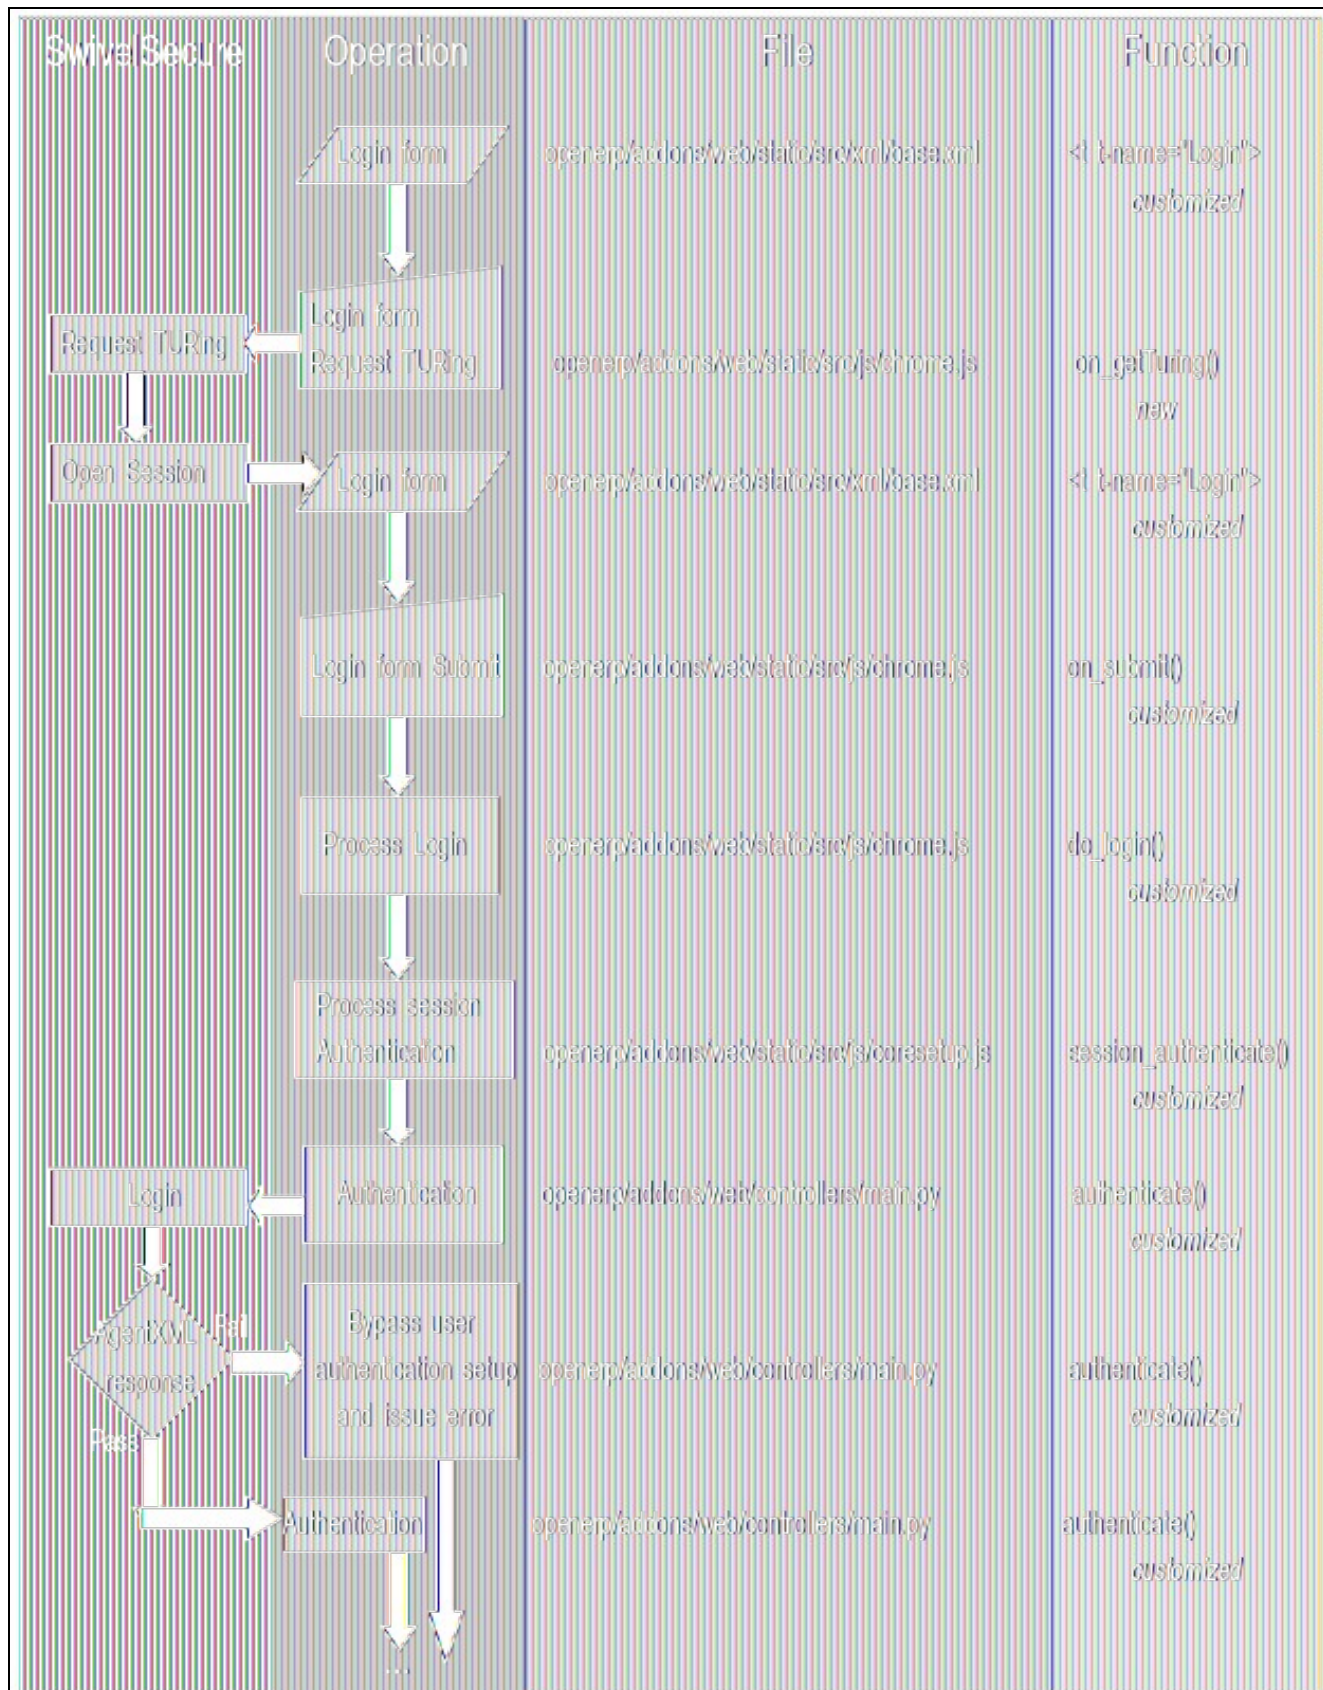 SwivelSecure Operation File Function
Login form openerp/addons/web/static/src/xml/base.xml <t t-name="Login">
customized
Login form
Request TURing
Request TURing openerp/addons/web/static/src/js/chrome.js on_getTuring()
new
Open Session Login form openerp/addons/web/static/src/xml/base.xml <t t-name="Login">
customized
Login form Submit openerp/addons/web/static/src/js/chrome.js on_submit()
customized
Process Login openerp/addons/web/static/src/js/chrome.js do_login()
customized
Process session
Authentication openerp/addons/web/static/src/js/coresetup.js session_authenticate()
customized
Login Authentication openerp/addons/web/controllers/main.py authenticate()
customized
AgentXML Fail Bypass user
response authentication setup openerp/addons/web/controllers/main.py authenticate()
and issue error customized
Pass
Authentication openerp/addons/web/controllers/main.py authenticate()
customized
...